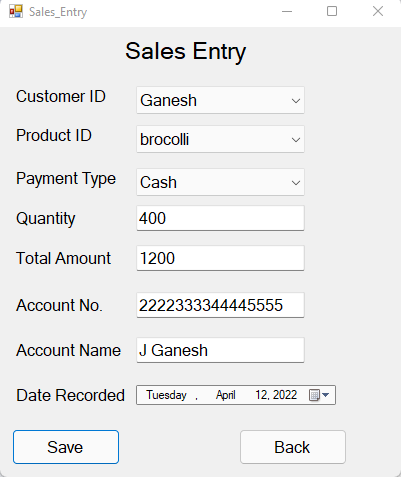 Sales_Entry
Sales Entry
Customer ID Ganesh
Product ID brocolli
Payment Type Cash
Quantity 400
Total Amount 1200
Account No. 2222333344445555
Account Name J Ganesh
Date Recorded Tuesday , April 12, 2022
Save Back